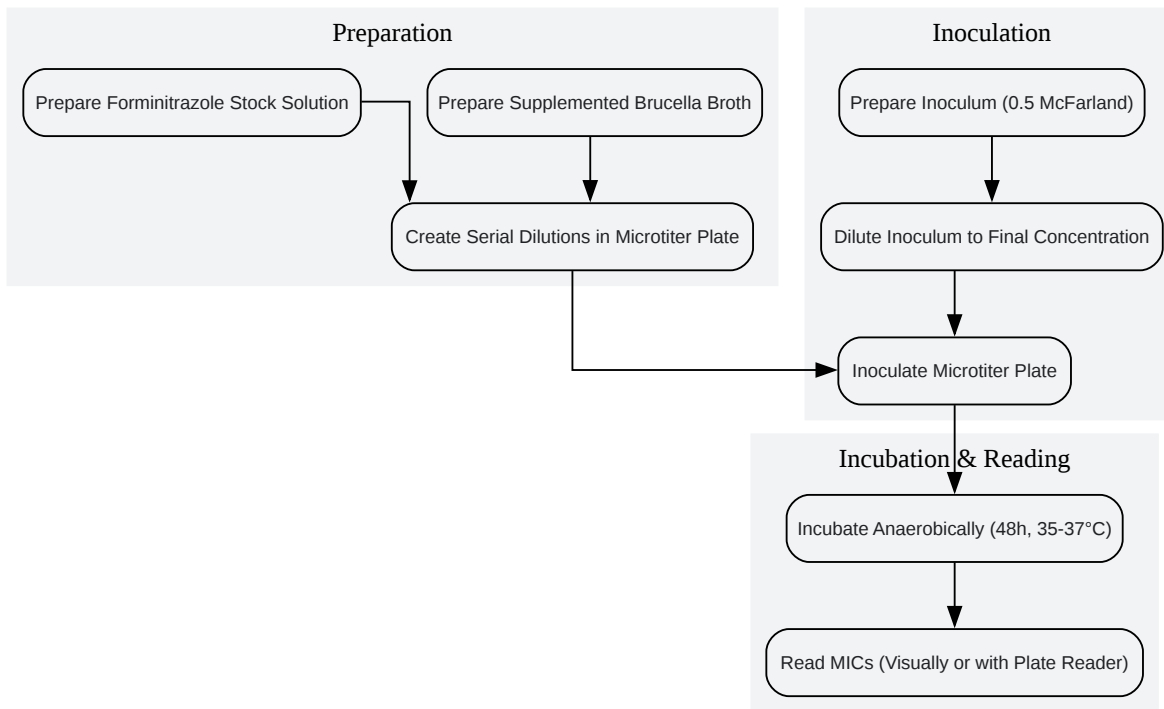 Preparation
Prepare Forminitrazole Stock Solution
Prepare Supplemented Brucella Broth
Create Serial Dilutions in Microtiter Plate
Inoculation
Prepare Inoculum (0.5 McFarland)
Dilute Inoculum to Final Concentration
Inoculate Microtiter Plate
Incubation & Reading
Incubate Anaerobically (48h, 35-37°C)
Read MICs (Visually or with Plate Reader)